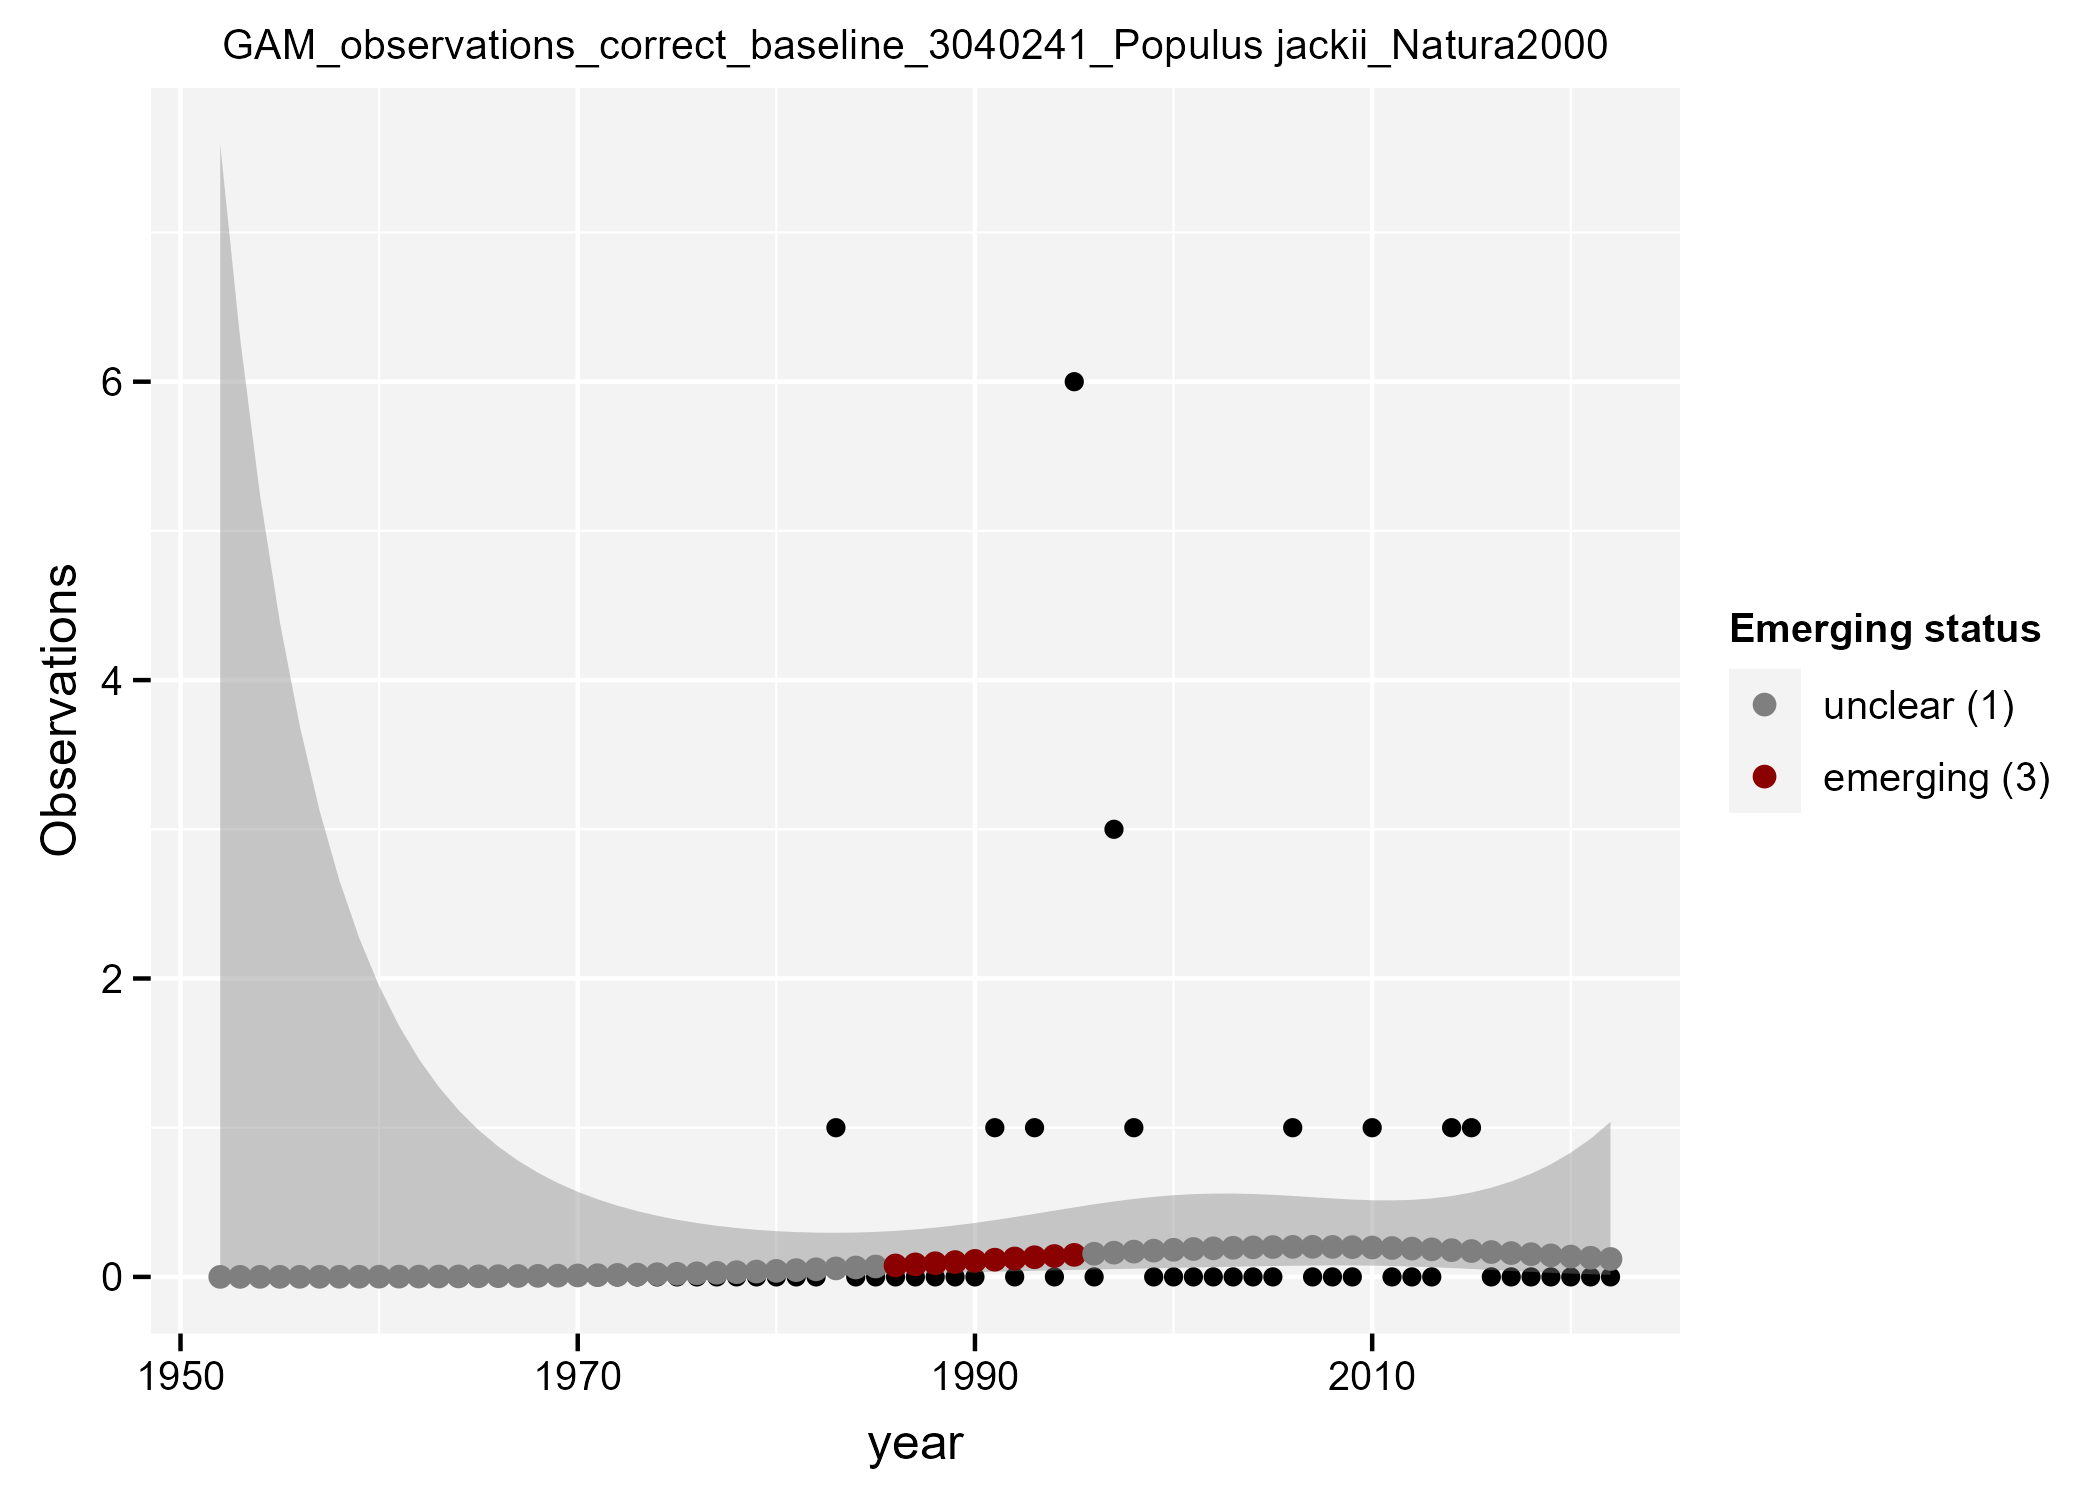 GAM_observations_correct_baseline_3040241_Populus jackii_Natura2000
Observations
6
4
2
0
1950
1970
1990
2010
year
Emerging status
unclear (1)
emerging (3)